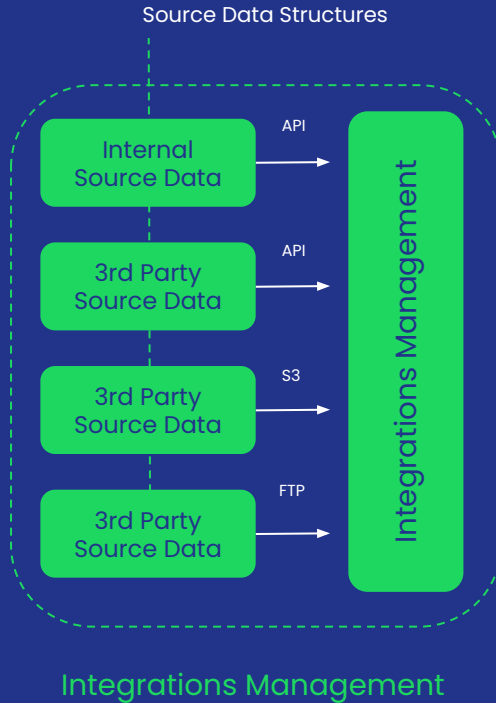 Source Data Structures
Internal
Source Data
API
3rd Party
Source Data
API
3rd Party
Source Data
S3
3rd Party
Source Data
FTP
Integrations Management
Integrations Management